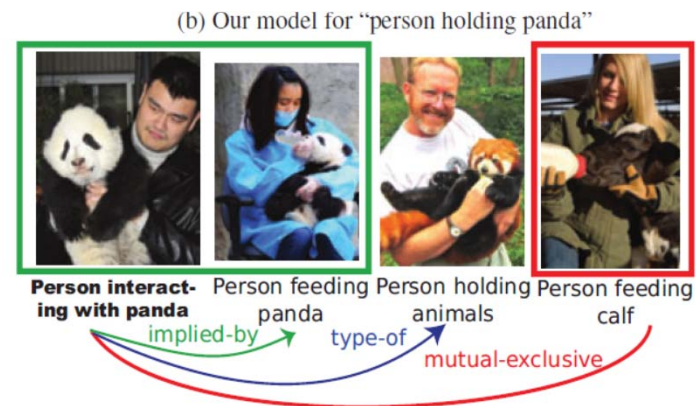 (b) Our model for “person holding panda”
Person interact-
ing with panda
Person feeding
panda
Person holding
animals
Person feeding
calf
implied-by
type-of
mutual-exclusive